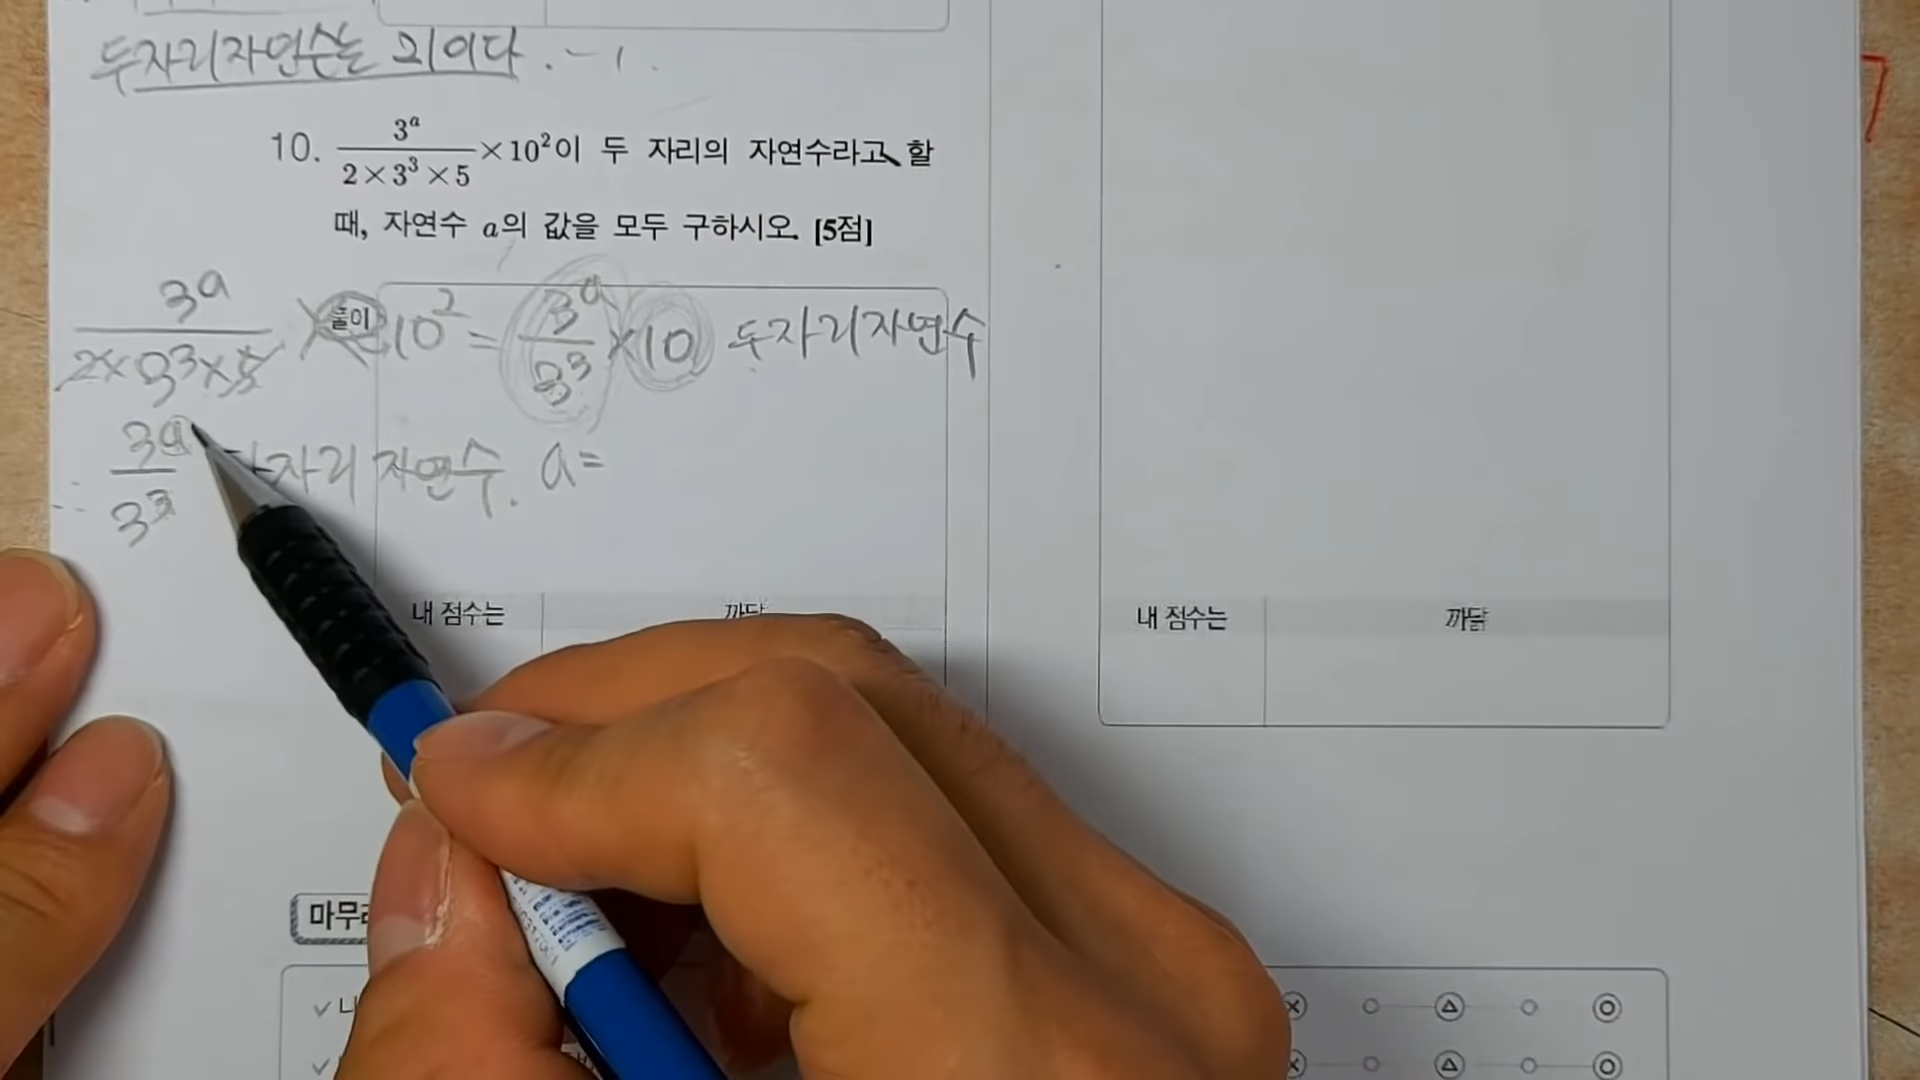 두자리자연수는 21이다.
10. 3^a / (2×3^3×5) ×10^2이 두 자리의 자연수라고 할
때, 자연수 a의 값을 모두 구하시오. [5점]
풀이
3^a / (2×3^3×5) × 10^2 = 3^a / 3^3 ×10 두자리자연수
∴ 3^a / 3^3 자리 자연수. a=
내 점수는
내 점수는 까닭